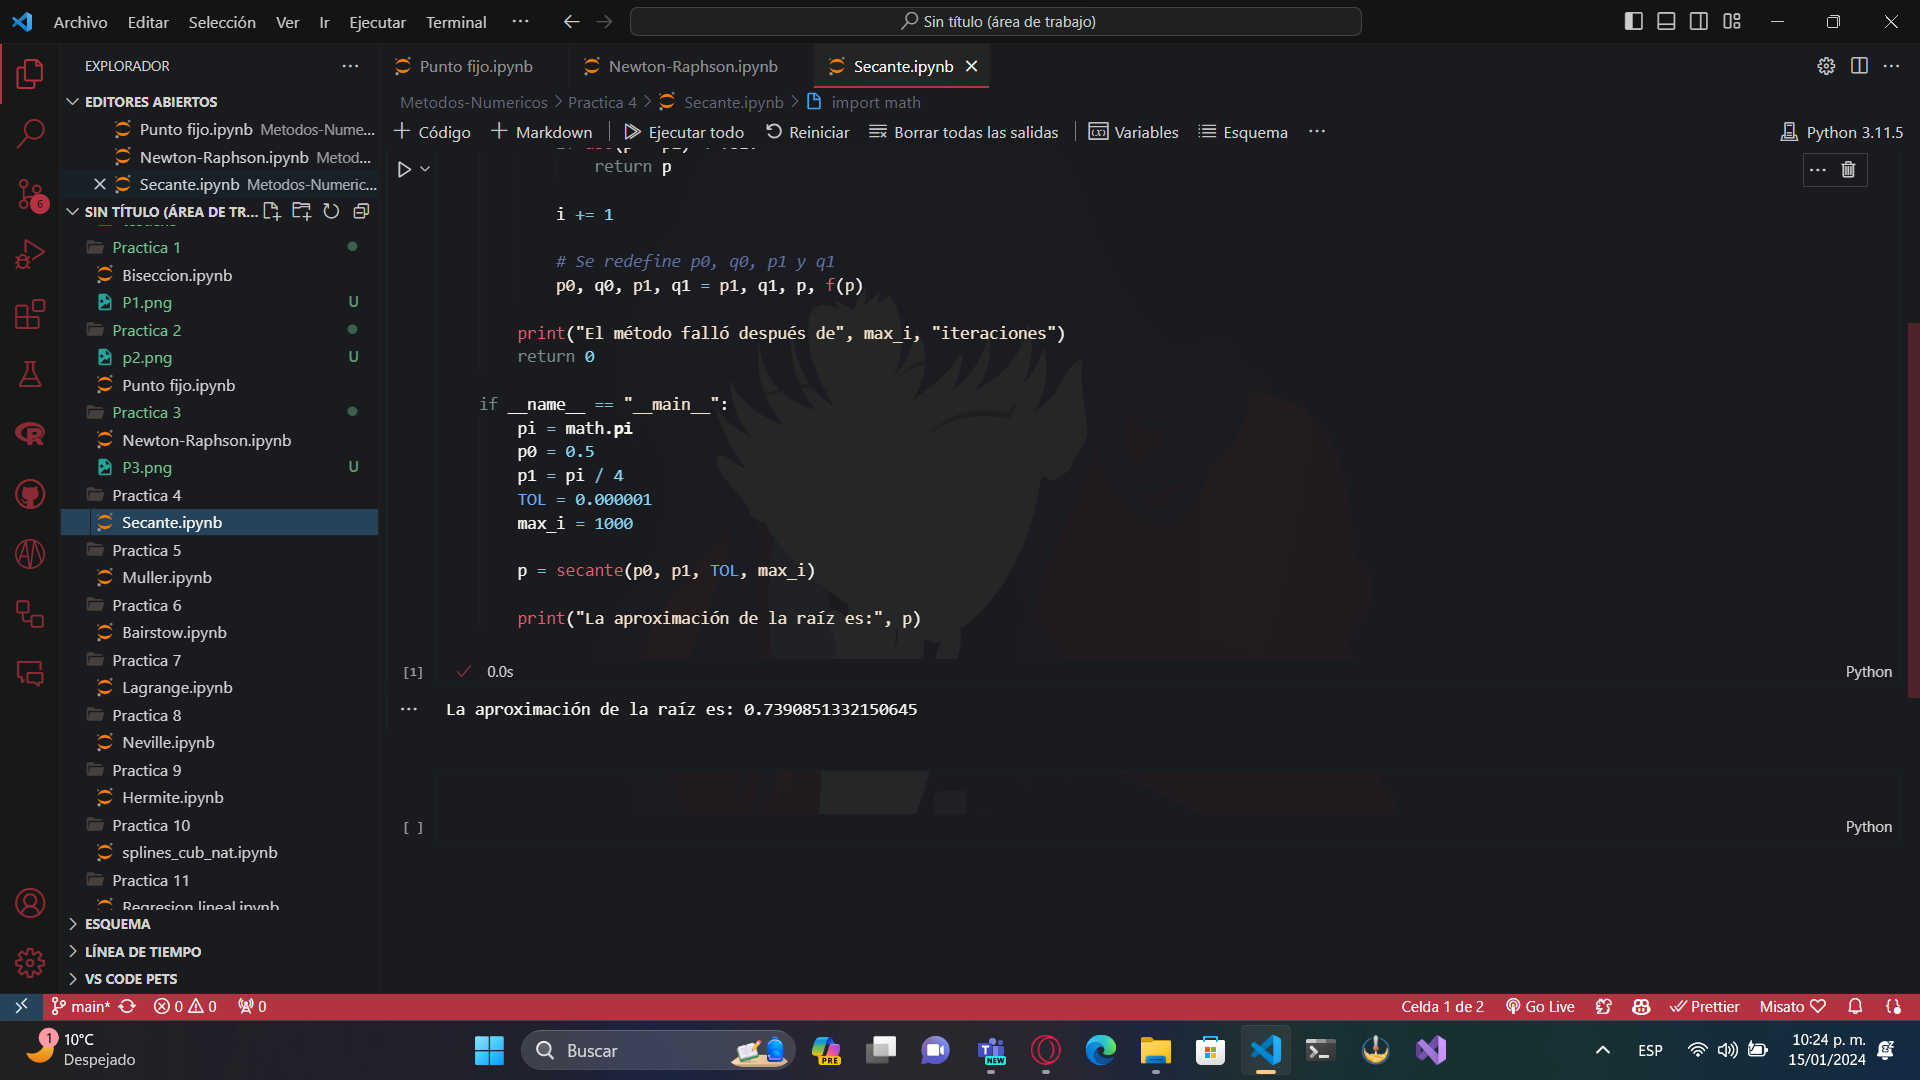 Archivo Editar Selección Ver Ir Ejecutar Terminal ··· Sin título (área de trabajo)
EXPLORADOR ···
EDITORES ABIERTOS
Punto fijo.ipynb Metodos-Nume...
Newton-Raphson.ipynb Metod...
Secante.ipynb Metodos-Numeric...
SIN TÍTULO (ÁREA DE TR...
Practica 1
Biseccion.ipynb
P1.png U
Practica 2
p2.png U
Punto fijo.ipynb
Practica 3
Newton-Raphson.ipynb
P3.png U
Practica 4
Secante.ipynb
Practica 5
Muller.ipynb
Practica 6
Bairstow.ipynb
Practica 7
Lagrange.ipynb
Practica 8
Neville.ipynb
Practica 9
Hermite.ipynb
Practica 10
splines_cub_nat.ipynb
Practica 11
Regresion lineal.ipynb
ESQUEMA
LÍNEA DE TIEMPO
VS CODE PETS
6
Punto fijo.ipynb Newton-Raphson.ipynb Secante.ipynb
Metodos-Numericos > Practica 4 > Secante.ipynb > import math
+ Código + Markdown Ejecutar todo Reiniciar Borrar todas las salidas Variables Esquema ··· Python 3.11.5
return p
i += 1
# Se redefine p0, q0, p1 y q1
p0, q0, p1, q1 = p1, q1, p, f(p)
print("El método falló después de", max_i, "iteraciones")
return 0
if __name__ == "__main__":
pi = math.pi
p0 = 0.5
p1 = pi / 4
TOL = 0.000001
max_i = 1000
p = secante(p0, p1, TOL, max_i)
print("La aproximación de la raíz es:", p)
[1] 0.0s Python
··· La aproximación de la raíz es: 0.7390851332150645
[ ] Python
main* 0 0 0 Celda 1 de 2 Go Live Prettier Misato
1 10°C
Despejado
Buscar
PRE
NEW
ESP
10:24 p. m.
15/01/2024